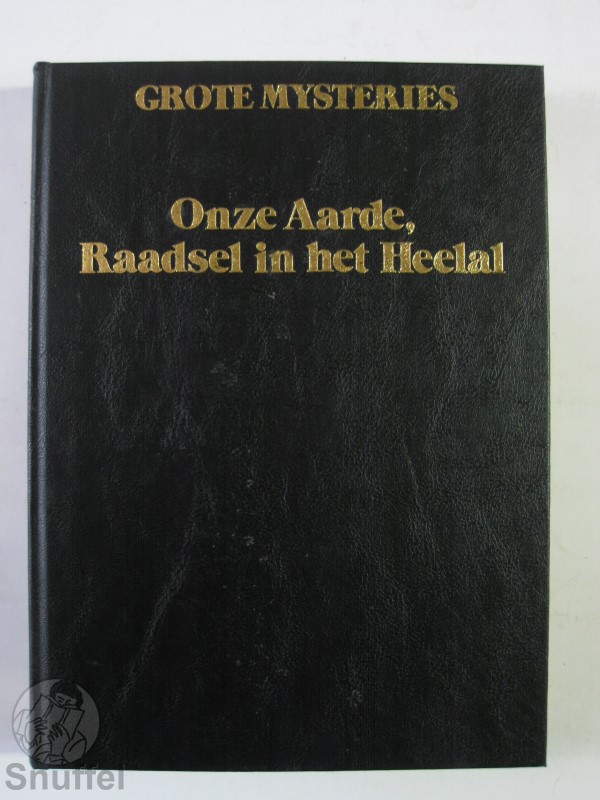 GROTE MYSTERIES
Onze Aarde,
Raadsel in het Heelal
Snuffel